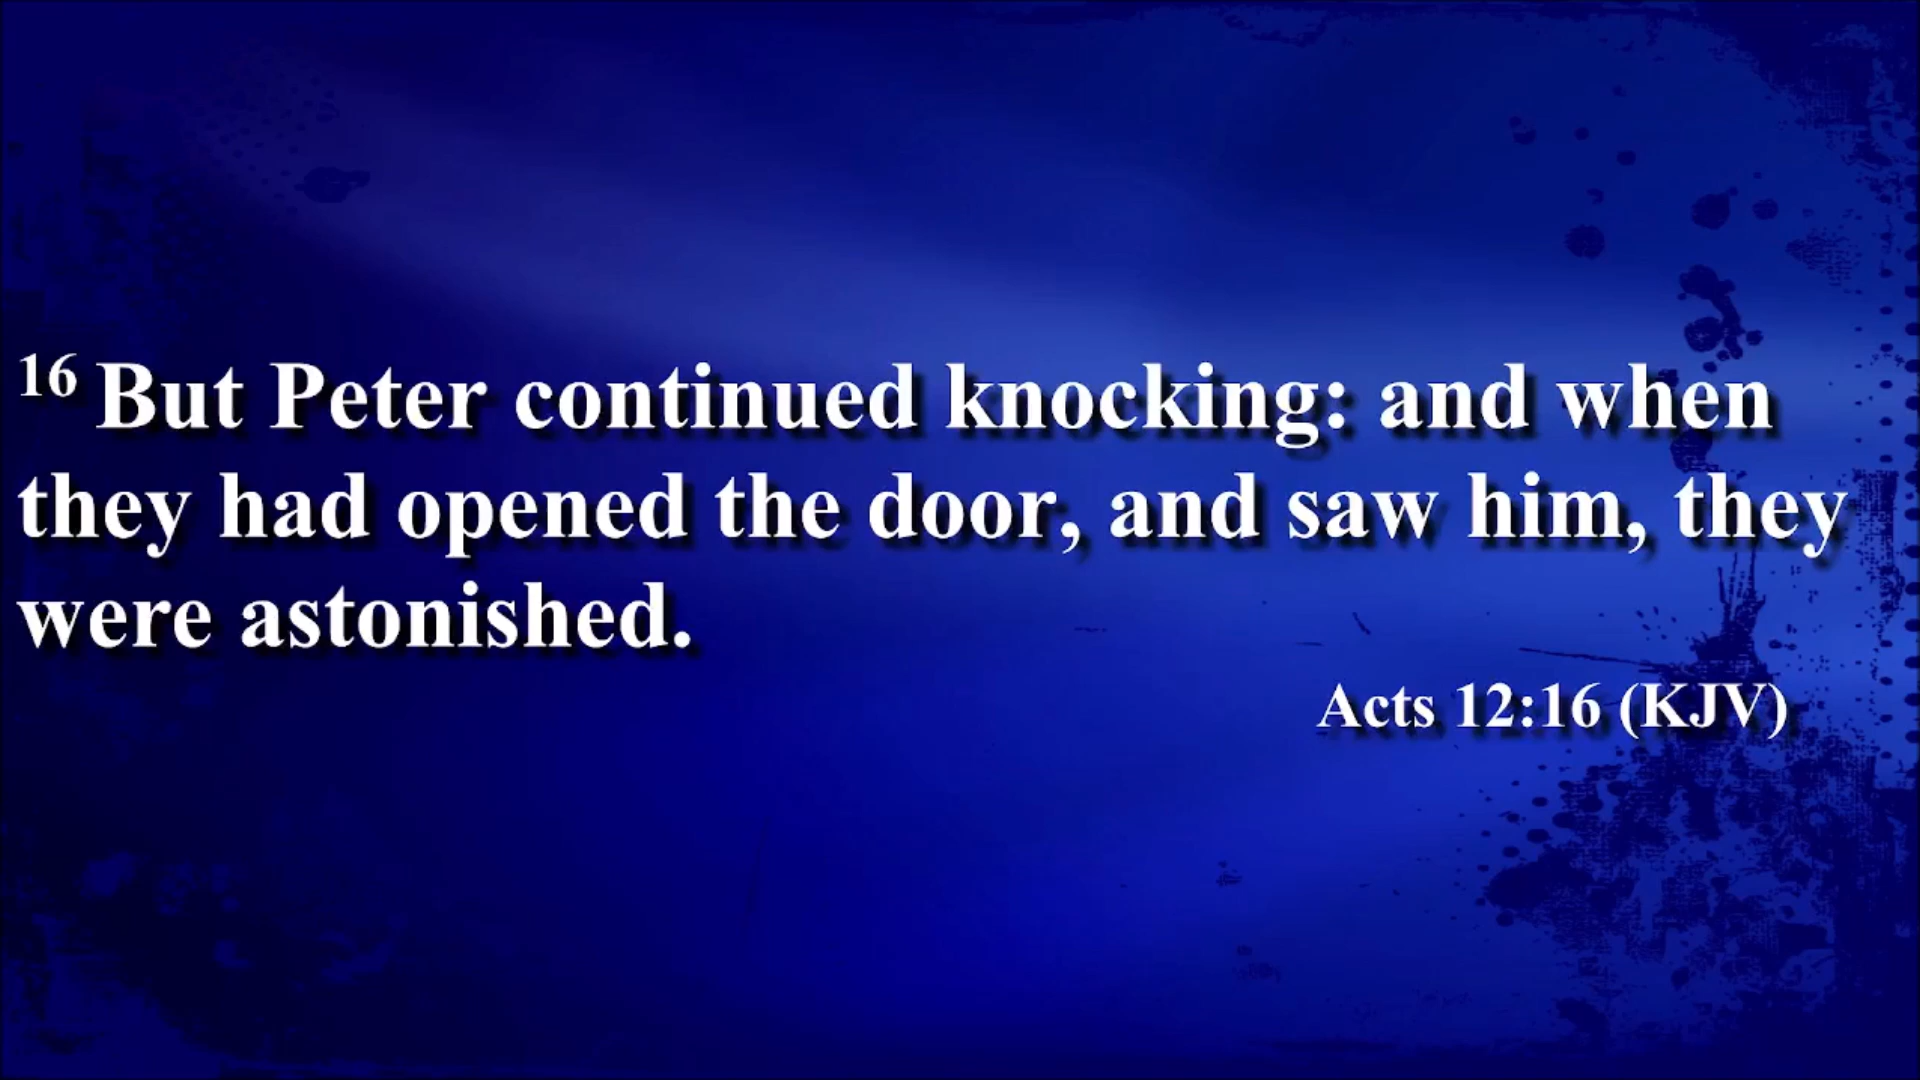 16 But Peter continued knocking: and when
they had opened the door, and saw him, they
were astonished.
Acts 12:16 (KJV)